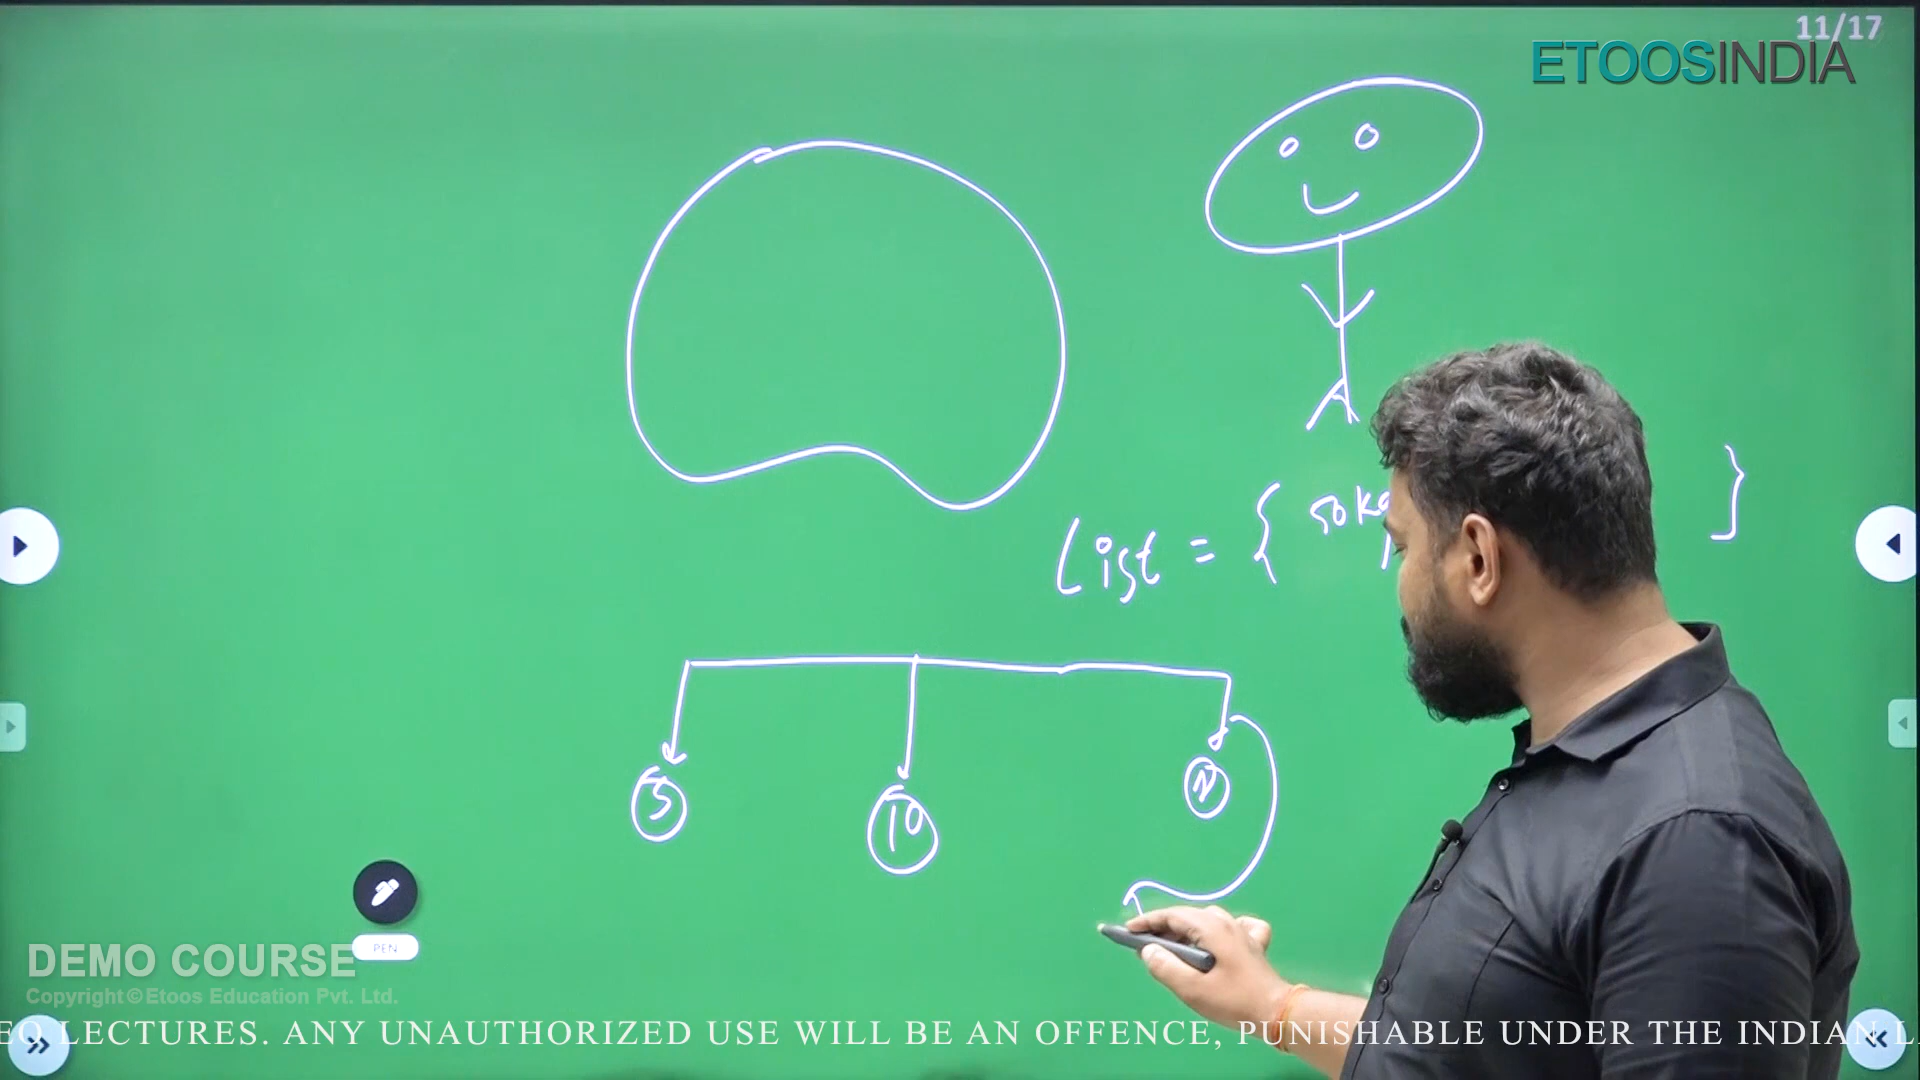 11/17
ETOOSINDIA
List = { 50kg }
5
10
N
PEN
DEMO COURSE
Copyright©Etoos Education Pvt. Ltd.
LECTURES. ANY UNAUTHORIZED USE WILL BE AN OFFENCE, PUNISHABLE UNDER THE INDIAN